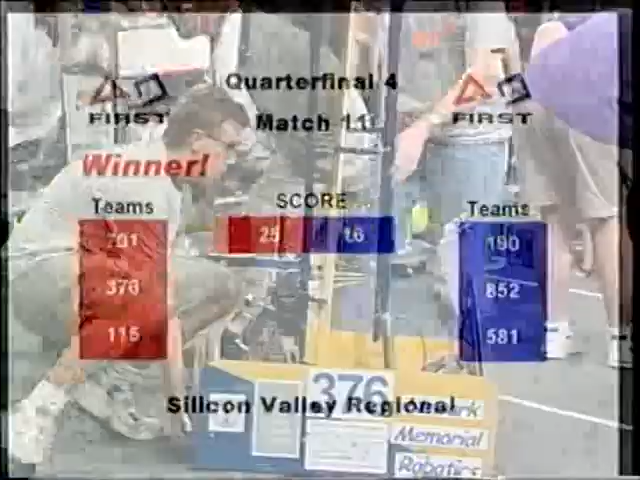 Quarterfinal 4
FIRST
Match 11
FIRST
Winner!
SCORE
Teams
Teams
25
16
701
376
115
190
852
581
376
Silicon Valley Regional
Memorial
Robotics